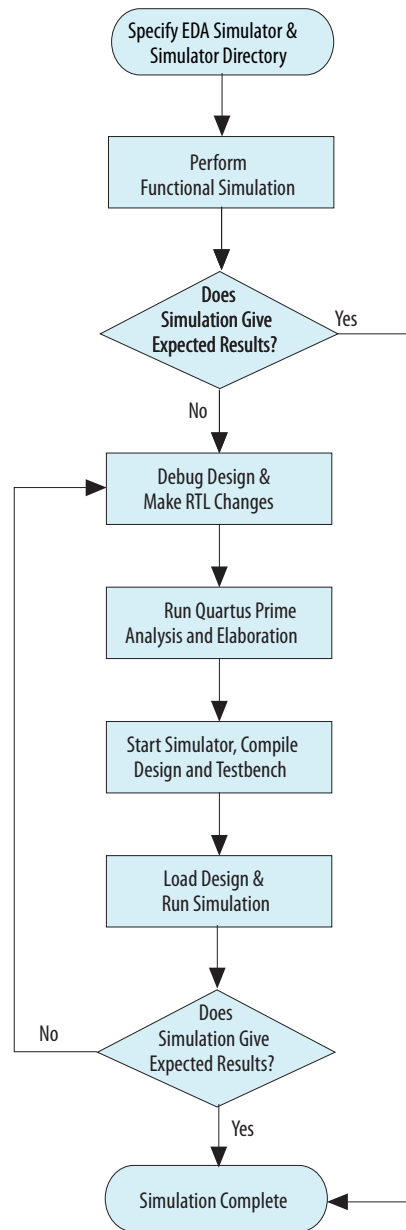 Specify EDA Simulator &
Simulator Directory
Perform
Functional Simulation
Does
Simulation Give
Expected Results?
Yes
No
Debug Design &
Make RTL Changes
Run Quartus Prime
Analysis and Elaboration
Start Simulator, Compile
Design and Testbench
Load Design &
Run Simulation
Does
Simulation Give
Expected Results?
No
Yes
Simulation Complete